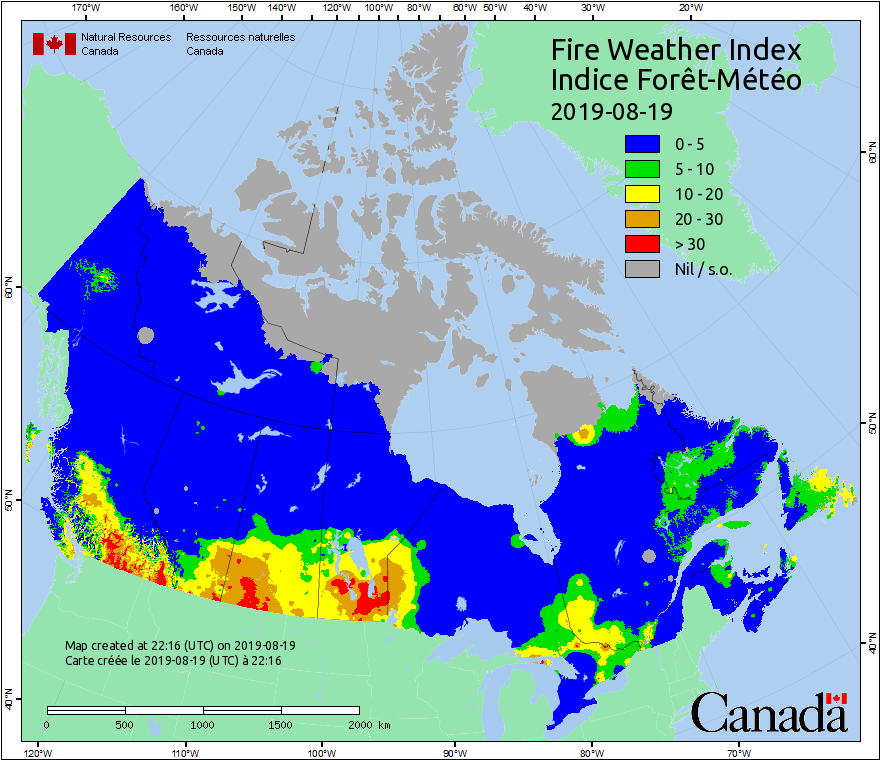 170°W 160°W 150°W 140°W 130°W 120°W 110°W 100°W 90°W 80°W 70°W 60°W 50°W 40°W 30°W 20°W
Natural Resources Ressources naturelles
Canada Canada
Fire Weather Index
Indice Forêt-Météo
2019-08-19
0 - 5
5 - 10
10 - 20
20 - 30
> 30
Nil / s.o.
60°N
60°N
50°N
50°N
40°N
40°N
Map created at 22:16 (UTC) on 2019-08-19
Carte créée le 2019-08-19 (UTC) à 22:16
0 500 1000 1500 2000 km
Canada
120°W 110°W 100°W 90°W 80°W 70°W